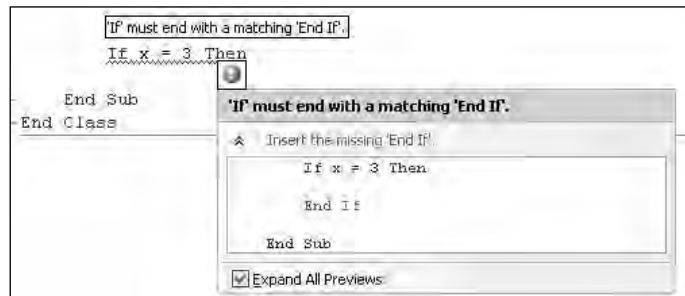 'If' must end with a matching 'End If'.
If x = 3 Then
End Sub
End Class
'If' must end with a matching 'End If'.
Insert the missing 'End If'.
If x = 3 Then
End If
End Sub
Expand All Previews